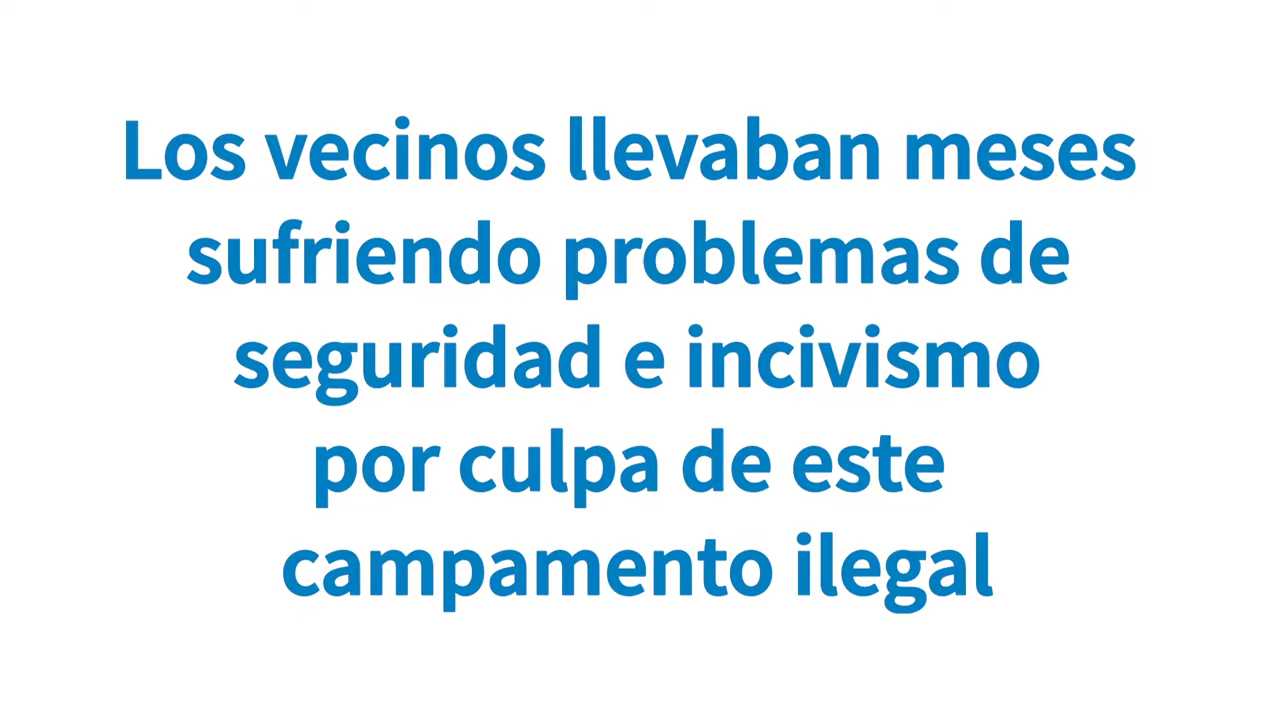 Los vecinos llevaban meses
sufriendo problemas de
seguridad e incivismo
por culpa de este
campamento ilegal